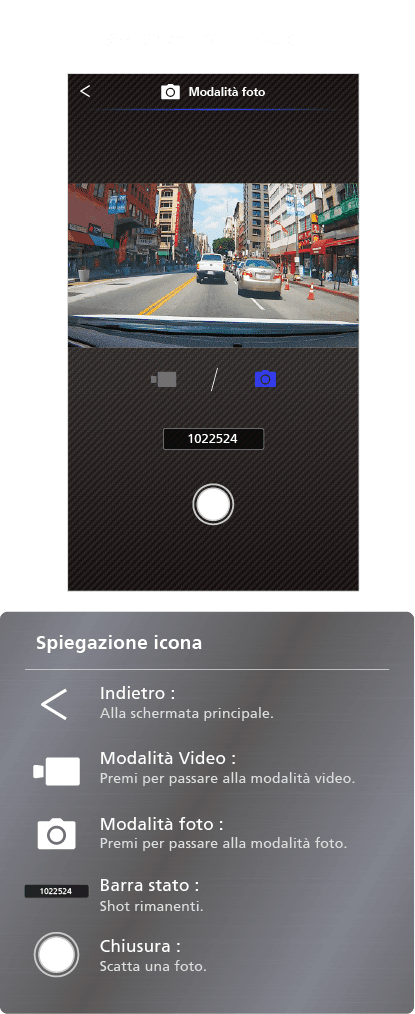 Modalità foto
1022524
Spiegazione icona
Indietro :
Alla schermata principale.
Modalità Video :
Premi per passare alla modalità video.
Modalità foto :
Premi per passare alla modalità foto.
1022524
Barra stato :
Shot rimanenti.
Chiusura :
Scatta una foto.